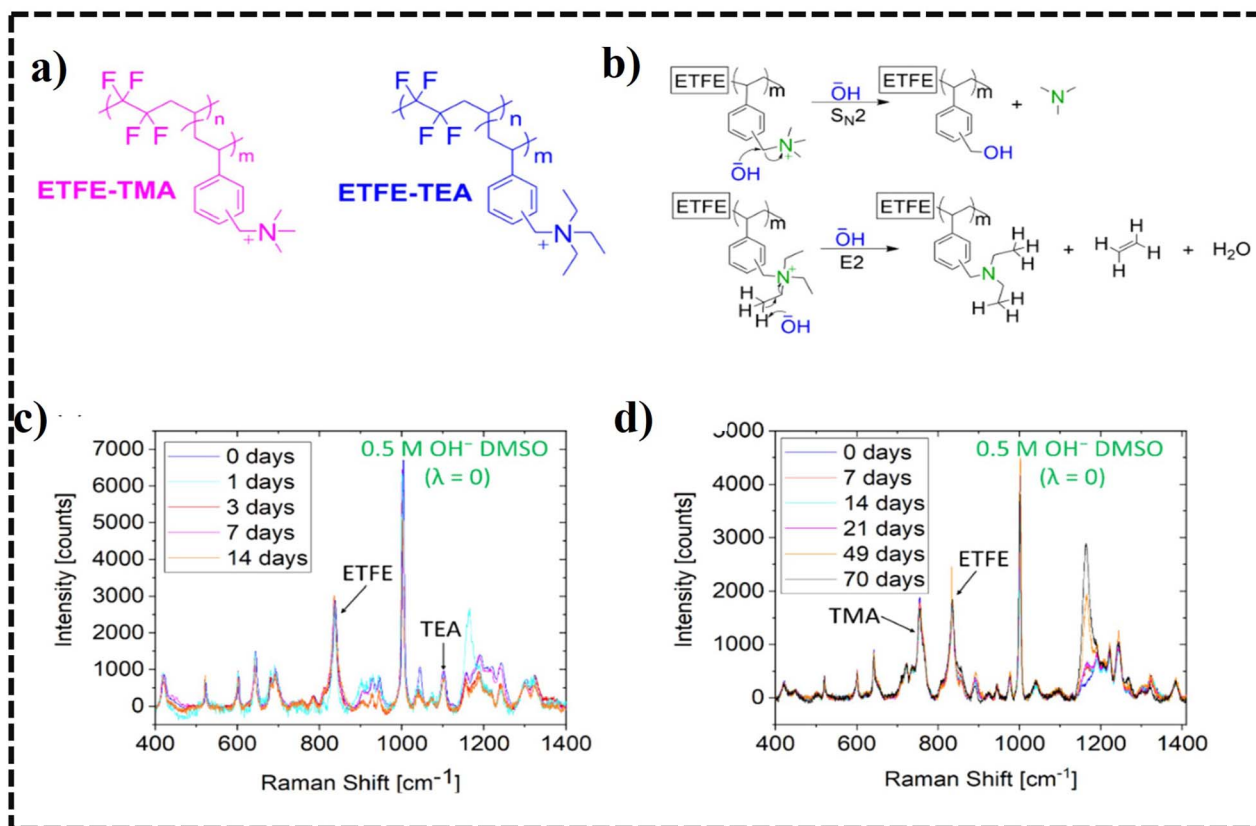 a)
F F
F F
n
m
ETFE-TMA
N
+
F F
F F
n
m
ETFE-TEA
N
+
b)
ETFE
m
N
+
ŌH
ŌH
SN2
ETFE
m
OH
+
N
ETFE
m
N
+
H
H
H
ŌH
ŌH
E2
ETFE
m
N
H
H
H
H
H
H
+
H
H
H
H
+
H₂O
c)
0.5 M OH⁻ DMSO
(λ = 0)
0 days
1 days
3 days
7 days
14 days
ETFE
TEA
Intensity [counts]
7000
6000
5000
4000
3000
2000
1000
0
400 600 800 1000 1200 1400
Raman Shift [cm⁻¹]
d)
0.5 M OH⁻ DMSO
(λ = 0)
0 days
7 days
14 days
21 days
49 days
70 days
ETFE
TMA
Intensity [counts]
4000
3000
2000
1000
0
400 600 800 1000 1200 1400
Raman Shift [cm⁻¹]